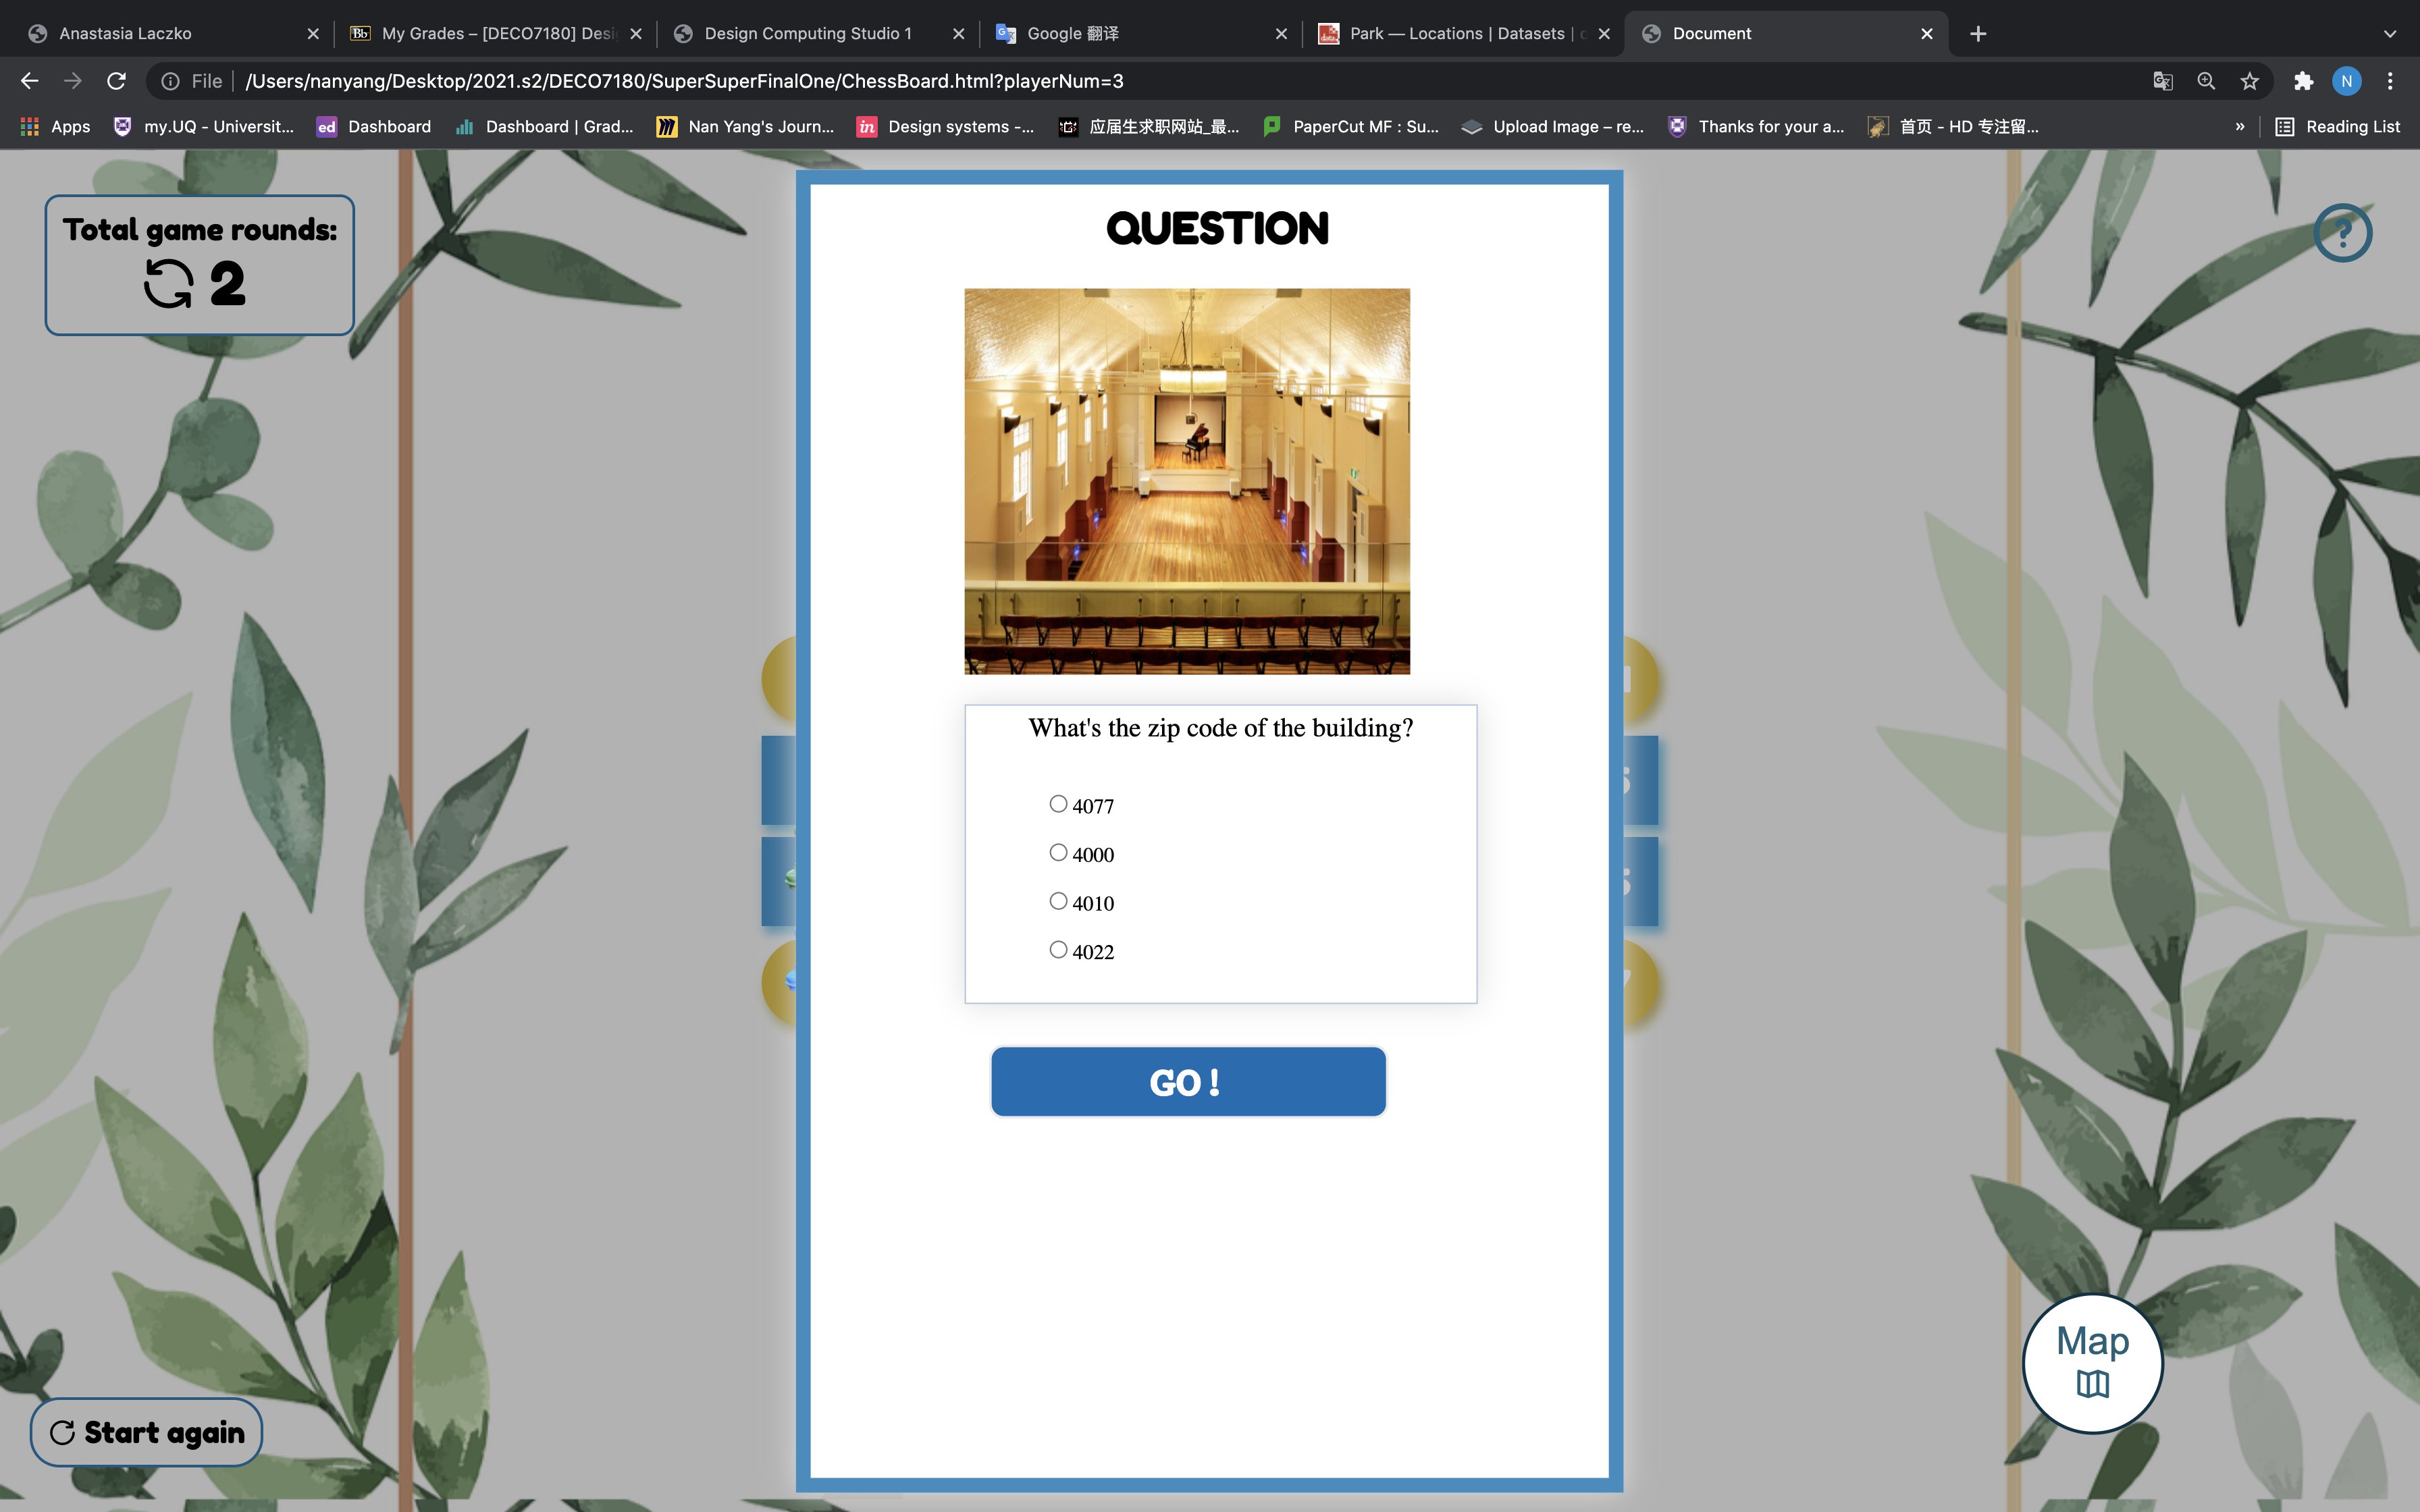 Anastasia Laczko
My Grades – [DECO7180] Desi
Design Computing Studio 1
Google 翻译
Park — Locations | Datasets |
Document
File
/Users/nanyang/Desktop/2021.s2/DECO7180/SuperSuperFinalOne/ChessBoard.html?playerNum=3
N
Apps
my.UQ - Universit...
ed Dashboard
Dashboard | Grad...
Nan Yang's Journ...
in Design systems -...
应届生求职网站_最...
PaperCut MF : Su...
Upload Image – re...
Thanks for your a...
首页 - HD 专注留...
»
Reading List
Total game rounds:
2
?
QUESTION
What's the zip code of the building?
4077
4000
4010
4022
GO !
Map
Start again